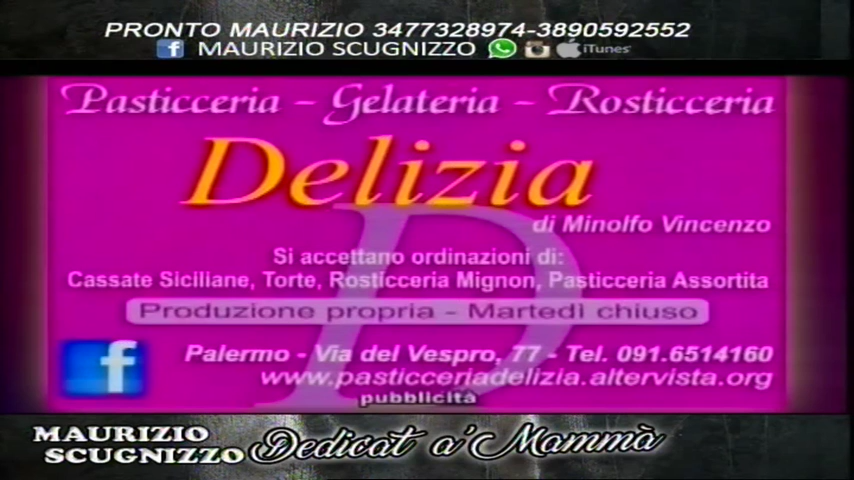 PRONTO MAURIZIO 3477328974-3890592552
f MAURIZIO SCUGNIZZO iTunes
Pasticceria - Gelateria - Rosticceria
Delizia
di Minolfo Vincenzo
Si accettano ordinazioni di:
Cassate Siciliane, Torte, Rosticceria Mignon, Pasticceria Assortita
Produzione propria - Martedì chiuso
f Palermo - Via del Vespro, 77 - Tel. 091.6514160
www.pasticceriadelizia.altervista.org
pubblicità
MAURIZIO SCUGNIZZO Dedicat a' Mammà